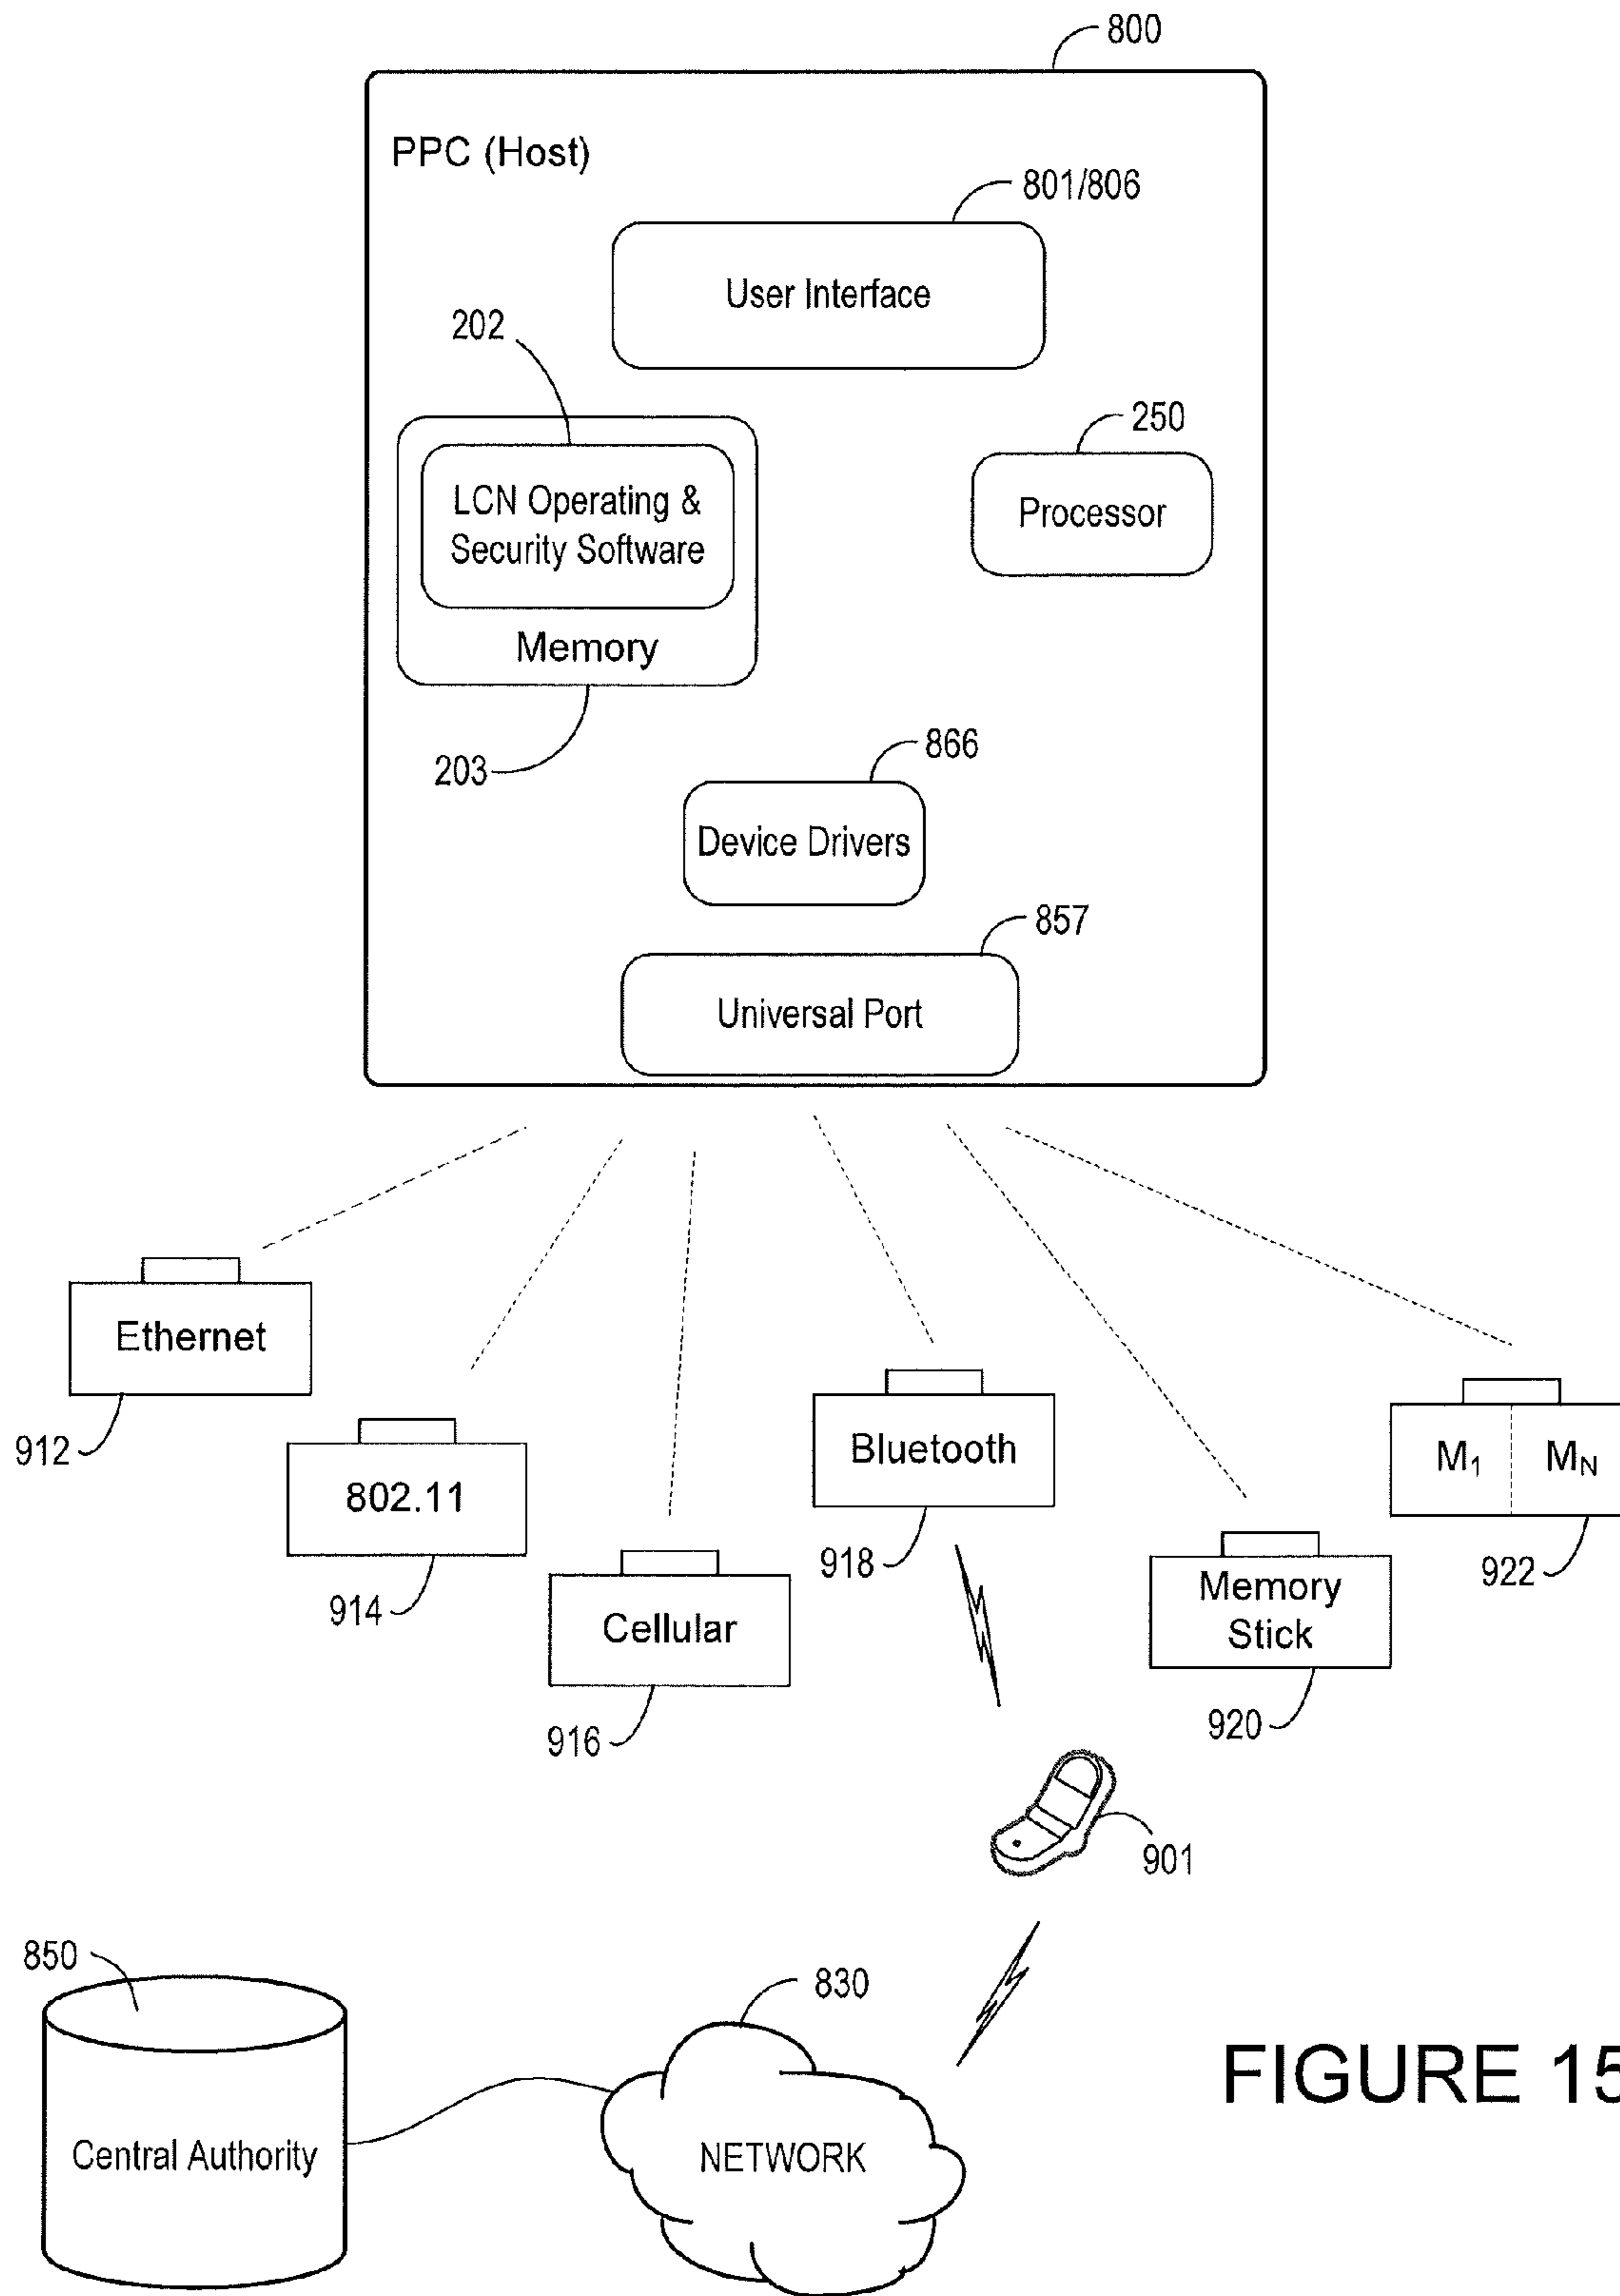 800
PPC (Host)
801/806
User Interface
202
250
LCN Operating &
Security Software
Processor
Memory
203
866
Device Drivers
857
Universal Port
Ethernet
912
802.11
914
Cellular
916
Bluetooth
918
Memory
Stick
920
M1 MN
922
901
850
Central Authority
830
NETWORK
FIGURE 15